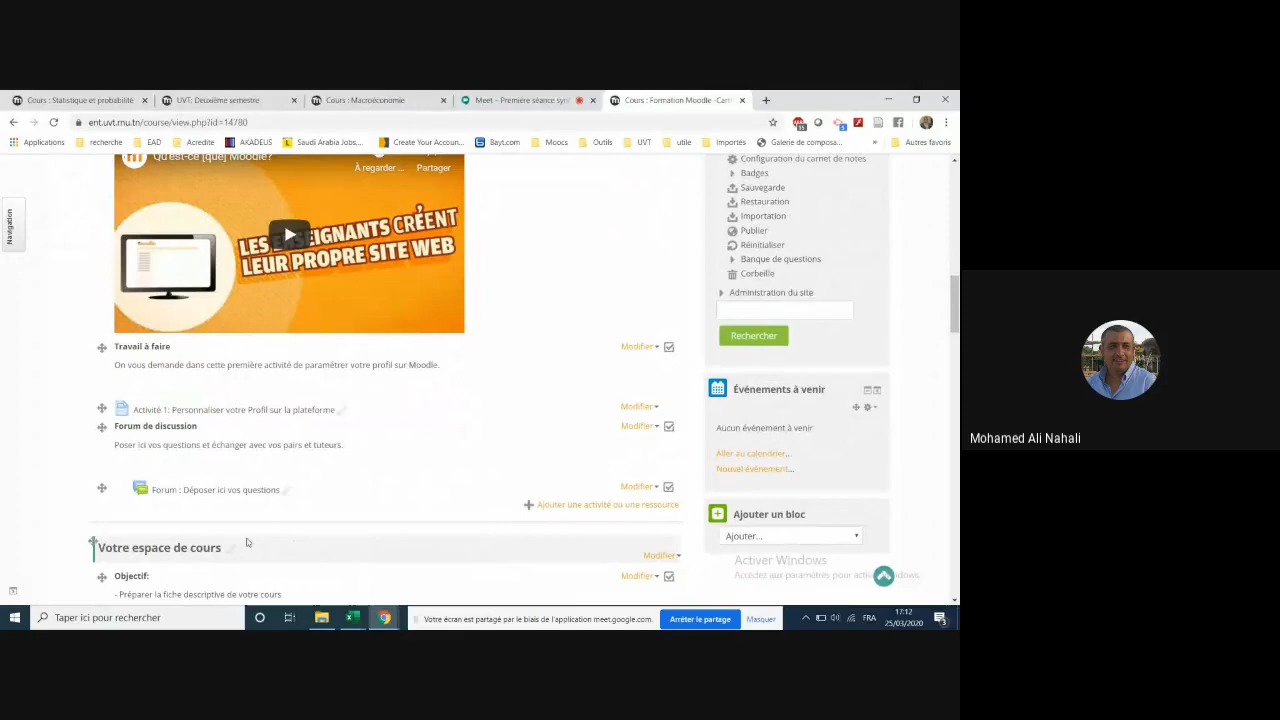 Cours : Statistique et probabilité
UVT: Deuxième semestre
Cours : Macroéconomie
Meet – Première séance syn
Cours : Formation Moodle -Cart
ent.uvt.rnu.tn/course/view.php?id=14780
Applications
recherche
EAD
Acredite
AKADEUS
Saudi Arabia Jobs,...
Create Your Accoun...
Bayt.com
Moocs
Outils
UVT
utile
Importés
Galerie de composa...
»
Autres favoris
Navigation
Qu'est-ce [que] Moodle?
À regarder ...
Partager
LES ENSEIGNANTS CRÉENT
LEUR PROPRE SITE WEB
Travail à faire
Modifier
On vous demande dans cette première activité de paramétrer votre profil sur Moodle.
Activité 1: Personnaliser votre Profil sur la plateforme
Modifier
Forum de discussion
Modifier
Poser ici vos questions et échanger avec vos pairs et tuteurs.
Forum : Déposer ici vos questions
Modifier
Ajouter une activité ou une ressource
Votre espace de cours
Modifier
Objectif:
Modifier
- Préparer la fiche descriptive de votre cours
Configuration du carnet de notes
Badges
Sauvegarde
Restauration
Importation
Publier
Réinitialiser
Banque de questions
Corbeille
Administration du site
Rechercher
Événements à venir
Aucun événement à venir
Aller au calendrier...
Nouvel événement...
Ajouter un bloc
Ajouter...
Activer Windows
Accédez aux paramètres pour activer Windows.
Taper ici pour rechercher
Votre écran est partagé par le biais de l'application meet.google.com.
Arrêter le partage
Masquer
FRA
17:12
25/03/2020
3
Mohamed Ali Nahali